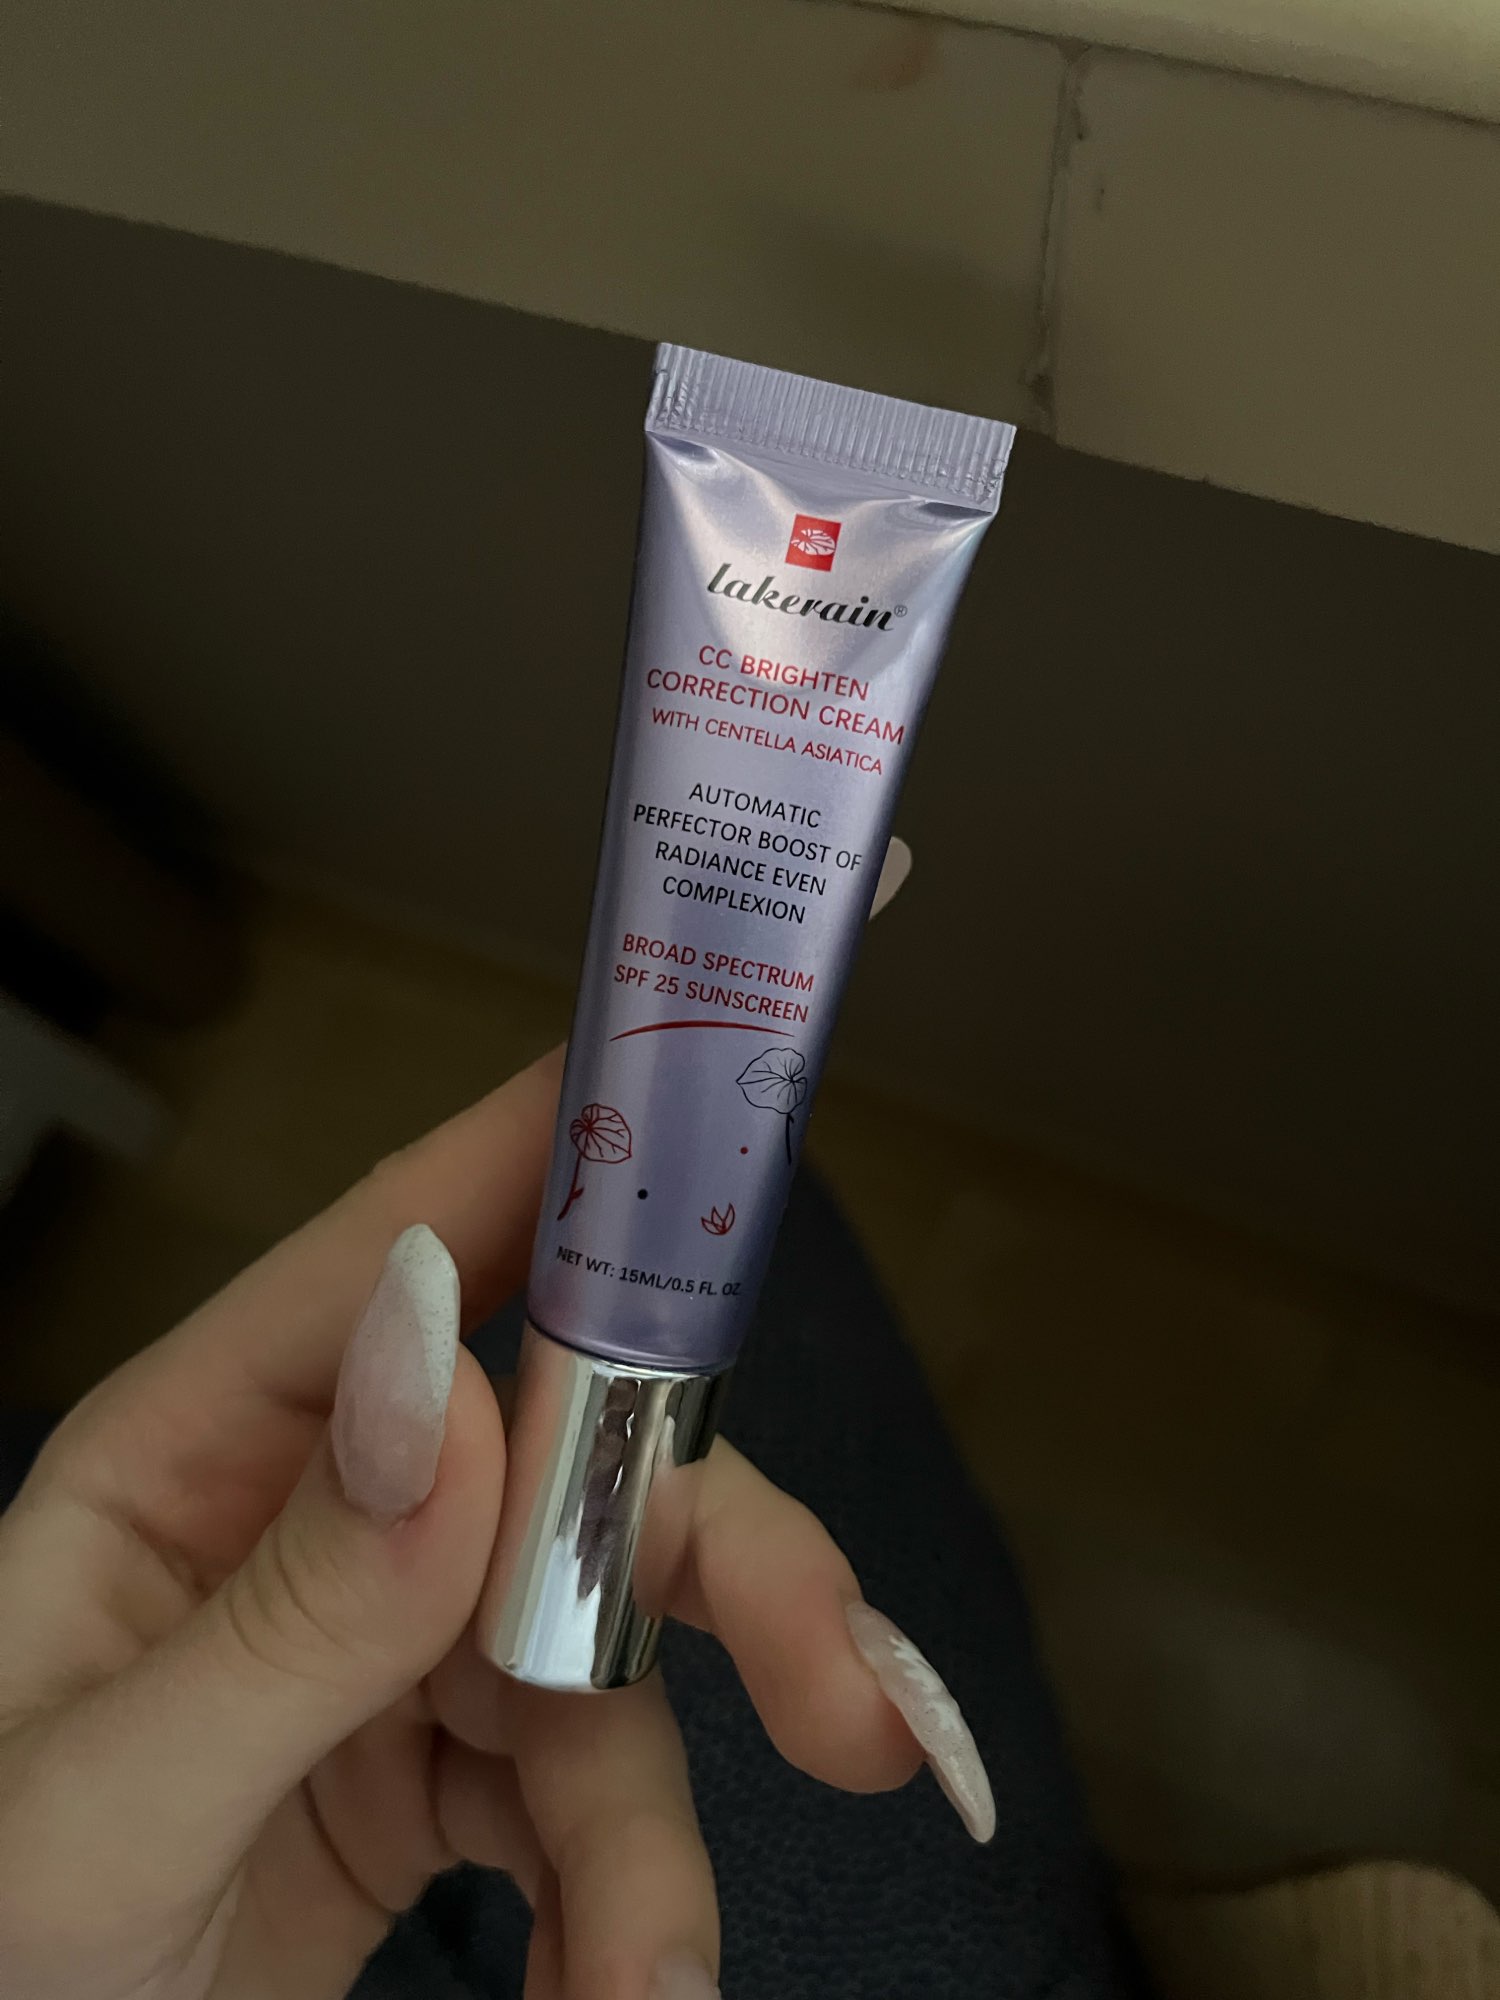 lakerain®
CC BRIGHTEN
CORRECTION CREAM
WITH CENTELLA ASIATICA
AUTOMATIC
PERFECTOR BOOST OF
RADIANCE EVEN
COMPLEXION
BROAD SPECTRUM
SPF 25 SUNSCREEN
NET WT: 15ML/0.5 FL. OZ